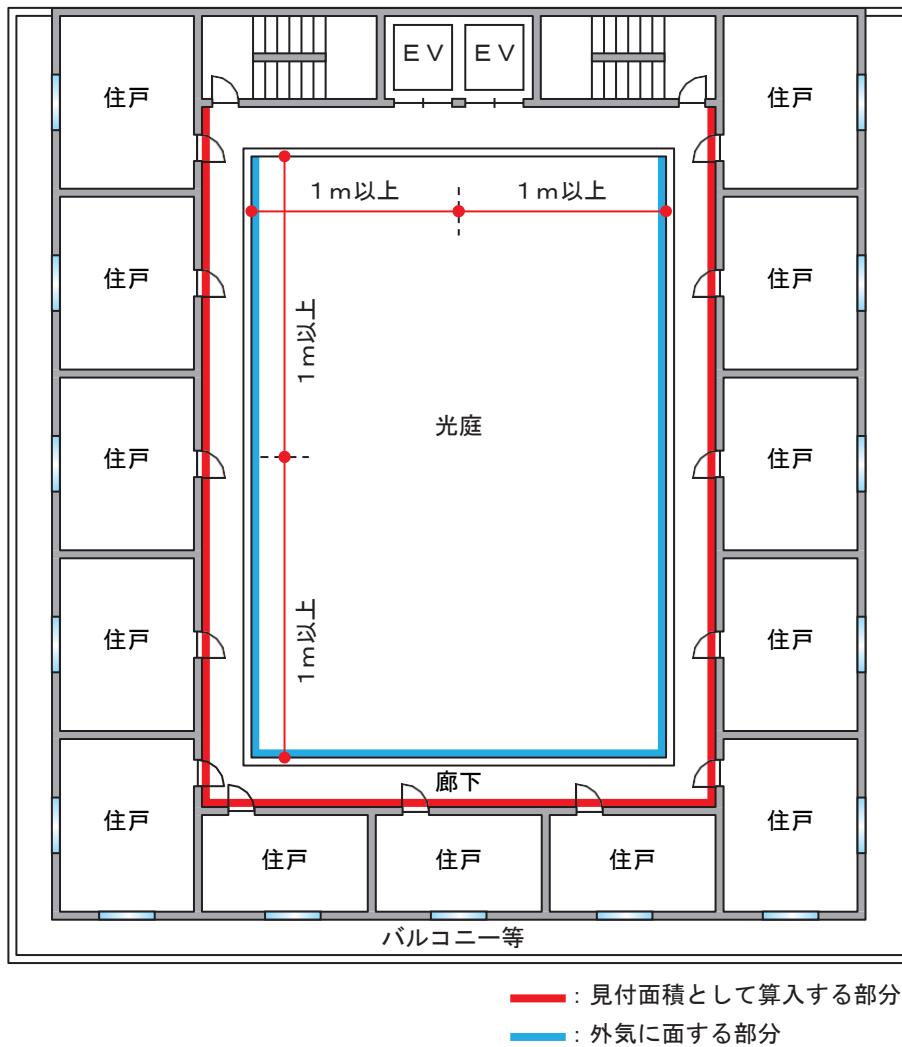 ＥＶ ＥＶ
住戸 住戸
１ｍ以上 １ｍ以上
住戸 住戸
１ｍ以上
光庭
住戸 住戸
１ｍ以上
住戸 住戸
廊下
住戸 住戸
住戸 住戸 住戸
バルコニー等
：見付面積として算入する部分
：外気に面する部分